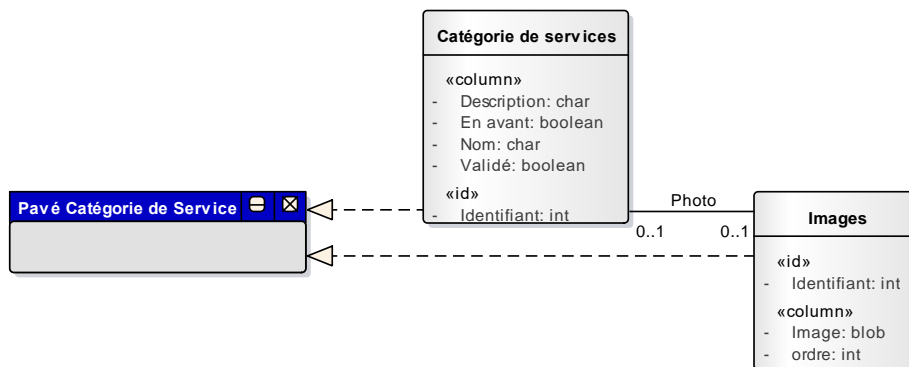 Catégorie de services
«column»
- Description: char
- En avant: boolean
- Nom: char
- Validé: boolean
«id»
- Identifiant: int
Pavé Catégorie de Service
Photo
0..1
0..1
Images
«id»
- Identifiant: int
«column»
- Image: blob
- ordre: int